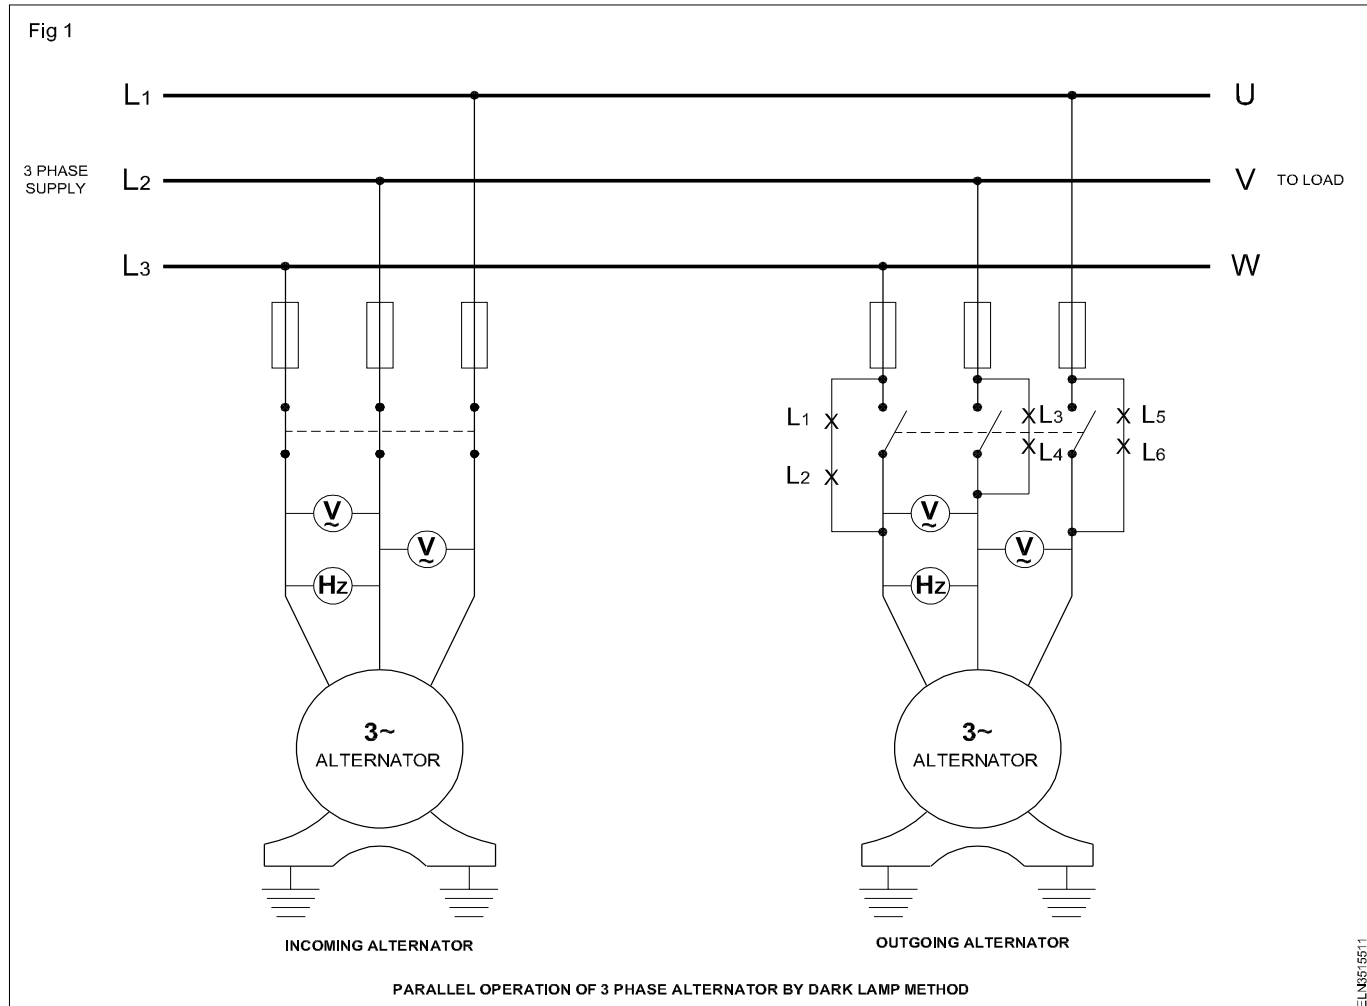 Fig 1
L1
U
3 PHASE
SUPPLY
L2
V
TO LOAD
L3
W
L1
L3
L5
L4
L6
L2
V
~
V
~
V
~
V
~
Hz
Hz
3~
ALTERNATOR
3~
ALTERNATOR
INCOMING ALTERNATOR
OUTGOING ALTERNATOR
PARALLEL OPERATION OF 3 PHASE ALTERNATOR BY DARK LAMP METHOD
ELN3515511